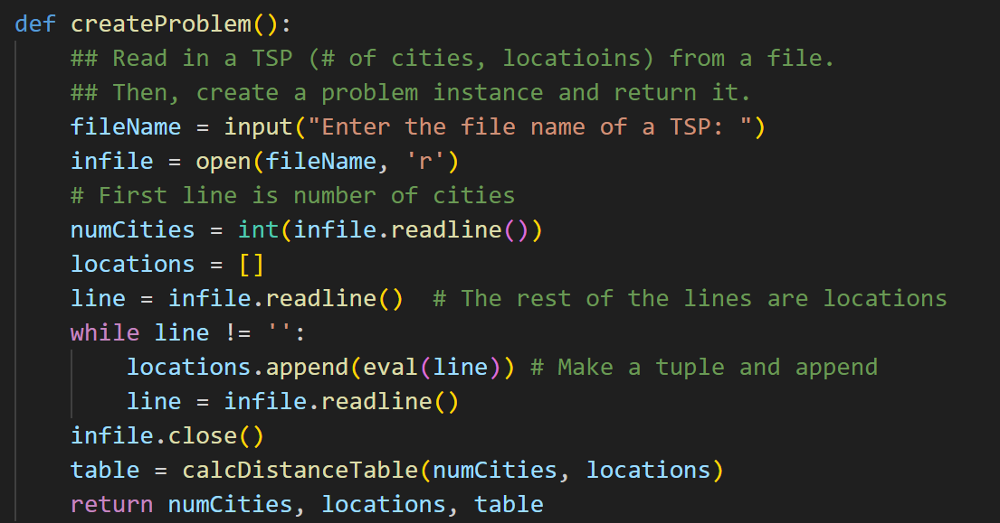 def createProblem():
    ## Read in a TSP (# of cities, locatioins) from a file.
    ## Then, create a problem instance and return it.
    fileName = input("Enter the file name of a TSP: ")
    infile = open(fileName, 'r')
    # First line is number of cities
    numCities = int(infile.readline())
    locations = []
    line = infile.readline()  # The rest of the lines are locations
    while line != '':
        locations.append(eval(line)) # Make a tuple and append
        line = infile.readline()
    infile.close()
    table = calcDistanceTable(numCities, locations)
    return numCities, locations, table